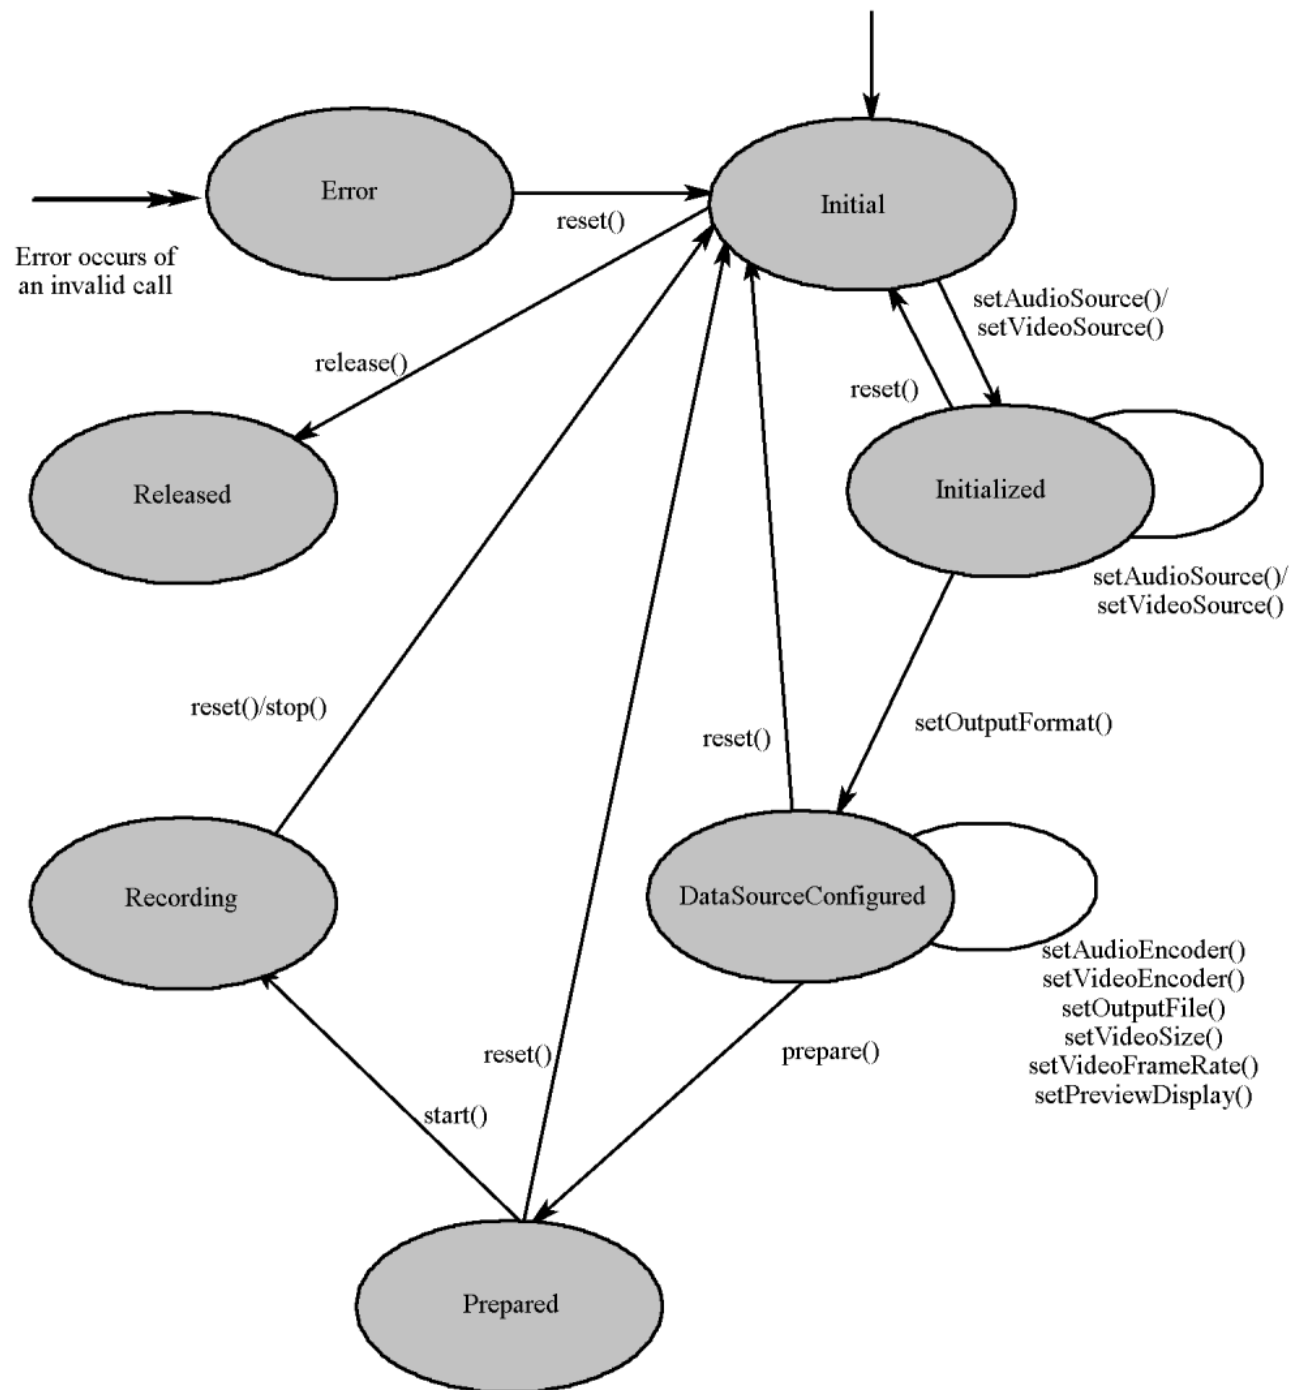 Error
Initial
reset()
Error occurs of
an invalid call
setAudioSource()/
setVideoSource()
release()
reset()
Released
Initialized
setAudioSource()/
setVideoSource()
reset()/stop()
setOutputFormat()
reset()
Recording
DataSourceConfigured
setAudioEncoder()
setVideoEncoder()
setOutputFile()
setVideoSize()
setVideoFrameRate()
setPreviewDisplay()
reset()
prepare()
start()
Prepared